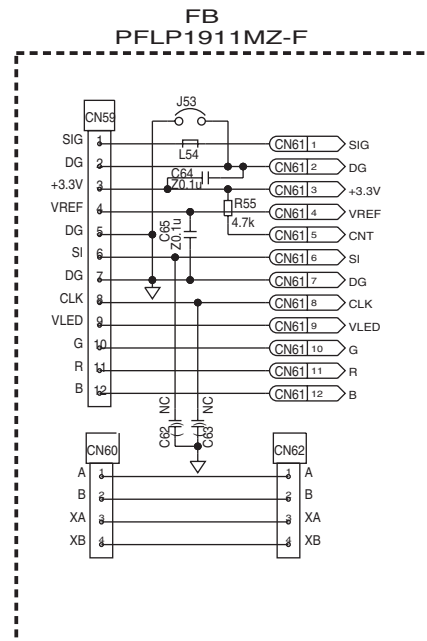 FB
PFLP1911MZ-F
J53
CN59
SIG 1 L54 CN61 1 SIG
DG 2 CN61 2 DG
C64
Z0.1u
+3.3V 3 CN61 3 +3.3V
R55
4.7k
VREF 4 CN61 4 VREF
C65
Z0.1u
DG 5 CN61 5 CNT
SI 6 CN61 6 SI
DG 7 CN61 7 DG
CLK 8 CN61 8 CLK
VLED 9 CN61 9 VLED
G 10 CN61 10 G
R 11 CN61 11 R
B 12 CN61 12 B
NC NC
C62 C63
CN60 CN62
A 1 1 A
B 2 2 B
XA 3 3 XA
XB 4 4 XB